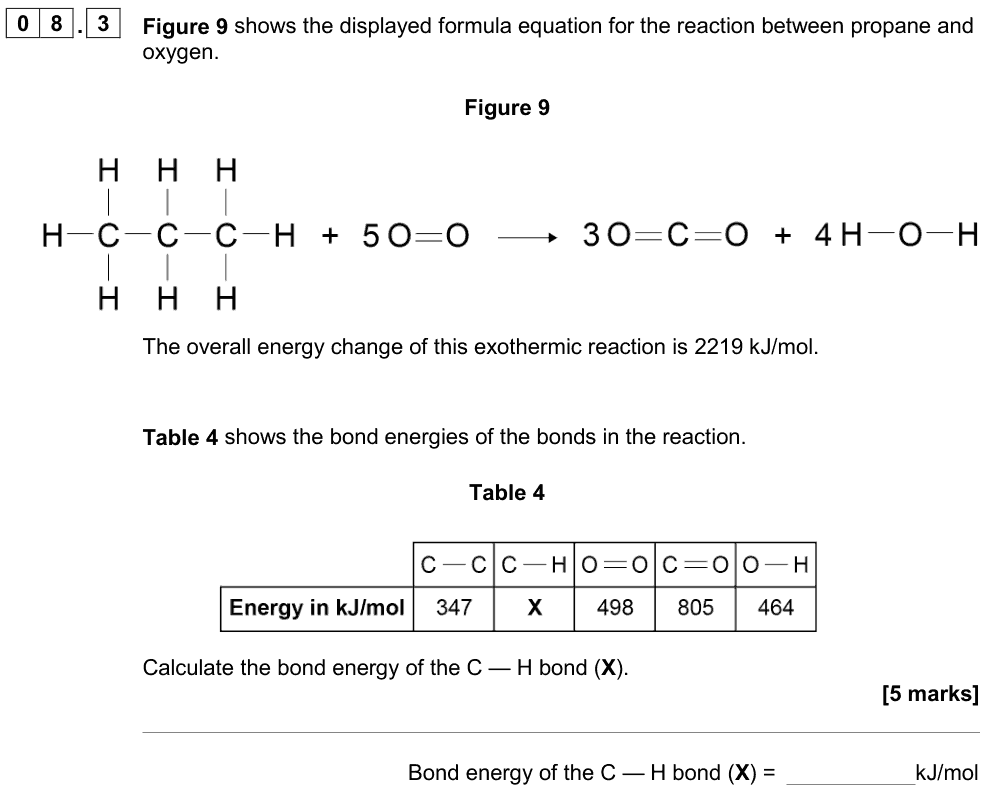 0 8 . 3 Figure 9 shows the displayed formula equation for the reaction between propane and
oxygen.
Figure 9
H H H
H—C—C—C—H + 5 O=O ⟶ 3 O=C=O + 4 H—O—H
H H H
The overall energy change of this exothermic reaction is 2219 kJ/mol.
Table 4 shows the bond energies of the bonds in the reaction.
Table 4
C—C C—H O=O C=O O—H
Energy in kJ/mol 347 X 498 805 464
Calculate the bond energy of the C — H bond (X).
[5 marks]
Bond energy of the C — H bond (X) = ____________ kJ/mol